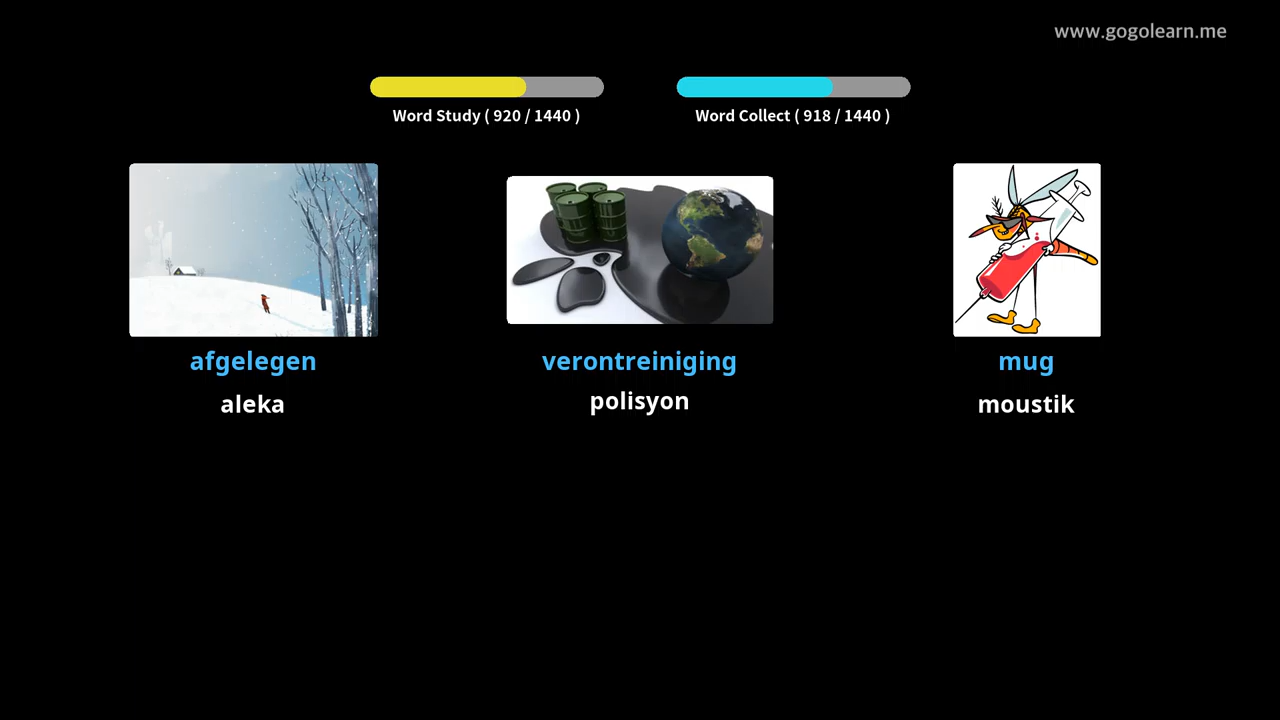 www.gogolearn.me
Word Study ( 920 / 1440 )
Word Collect ( 918 / 1440 )
afgelegen
verontreiniging
mug
aleka
polisyon
moustik